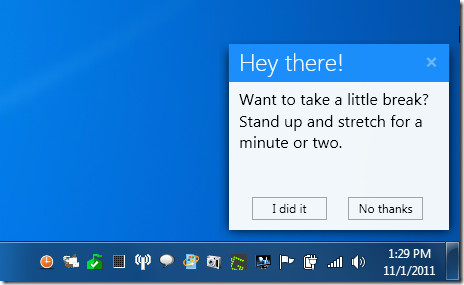 Hey there!
Want to take a little break?
Stand up and stretch for a
minute or two.
I did it
No thanks
1:29 PM
11/1/2011